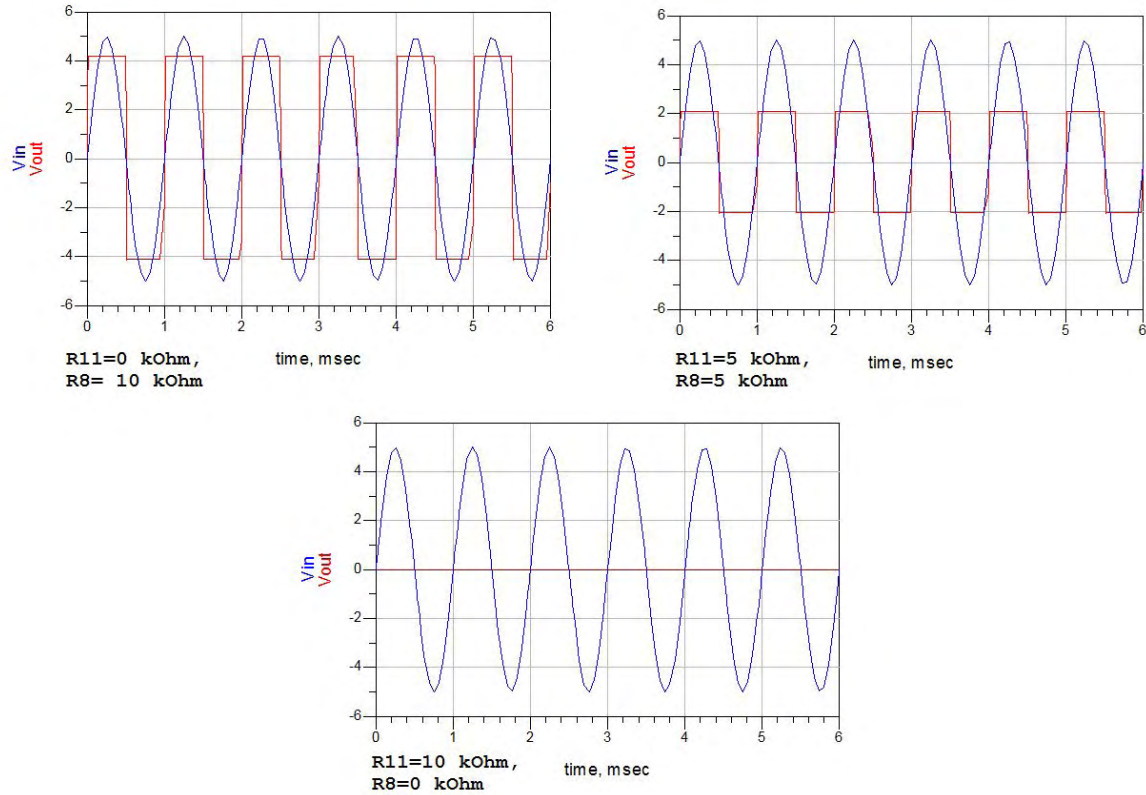 6
4
2
0
-2
-4
-6
Vin
Vout
0 1 2 3 4 5 6
R11=0 kOhm,
R8= 10 kOhm
time, msec
6
4
2
0
-2
-4
-6
Vin
Vout
0 1 2 3 4 5 6
R11=5 kOhm,
R8=5 kOhm
time, msec
6
4
2
0
-2
-4
-6
Vin
Vout
0 1 2 3 4 5 6
R11=10 kOhm,
R8=0 kOhm
time, msec